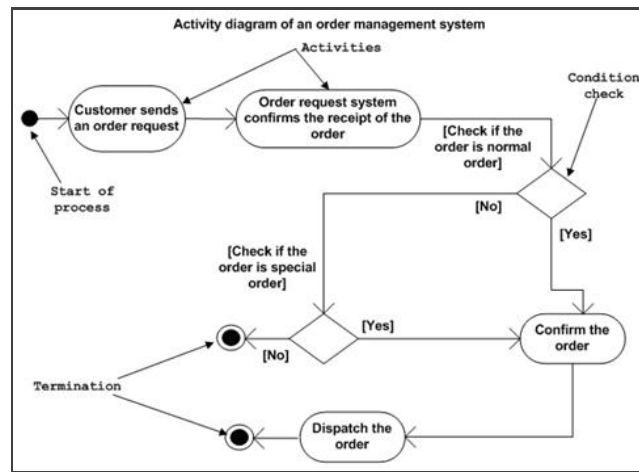 Activity diagram of an order management system
Activities
Customer sends
an order request
Order request system
confirms the receipt of the
order
Condition
check
[Check if the
order is normal
order]
Start of
process
[No]
[Yes]
[Check if the
order is special
order]
[No]
[Yes]
Confirm the
order
Termination
Dispatch the
order